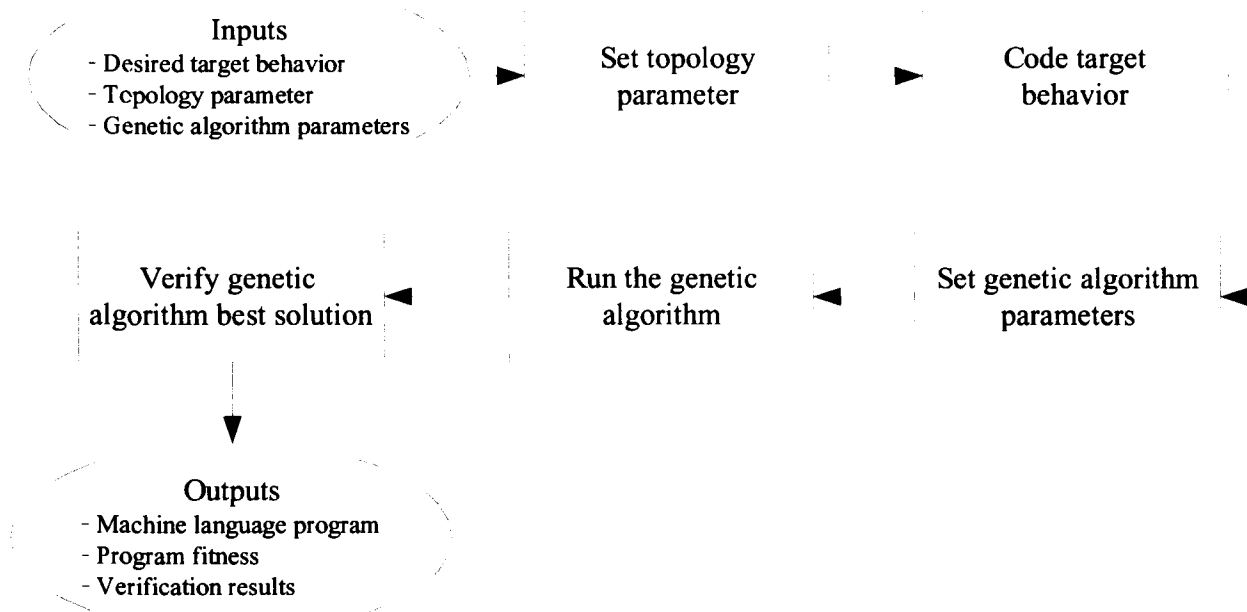 Inputs
- Desired target behavior
- Topology parameter
- Genetic algorithm parameters
Set topology
parameter
Code target
behavior
Set genetic algorithm
parameters
Run the genetic
algorithm
Verify genetic
algorithm best solution
Outputs
- Machine language program
- Program fitness
- Verification results